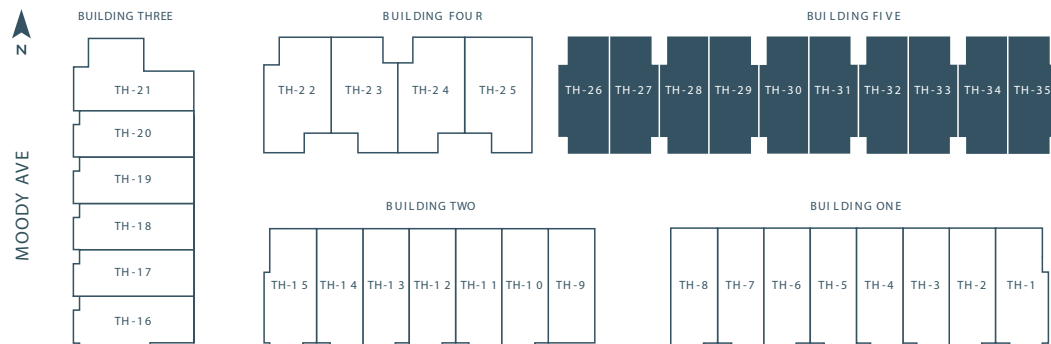 BUILDING THREE
BUILDING FOUR
BUILDING FIVE
N
MOODY AVE
TH-21
TH-20
TH-19
TH-18
TH-17
TH-16
TH-22 TH-23 TH-24 TH-25
TH-26 TH-27 TH-28 TH-29 TH-30 TH-31 TH-32 TH-33 TH-34 TH-35
BUILDING TWO
TH-15 TH-14 TH-13 TH-12 TH-11 TH-10 TH-9
BUILDING ONE
TH-8 TH-7 TH-6 TH-5 TH-4 TH-3 TH-2 TH-1